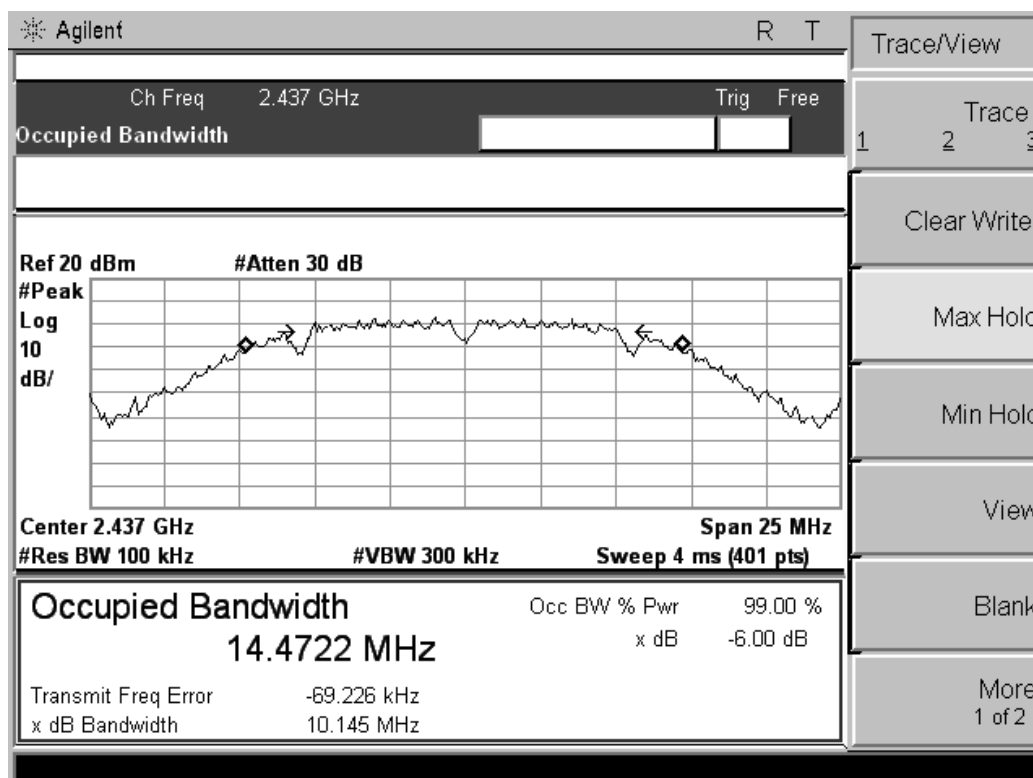 Agilent R T
Trace/View
Ch Freq 2.437 GHz Trig Free
Occupied Bandwidth
Trace
1 2 3
Clear Write
Ref 20 dBm #Atten 30 dB
#Peak
Log
10
dB/
Max Hold
Min Hold
Center 2.437 GHz Span 25 MHz
#Res BW 100 kHz #VBW 300 kHz Sweep 4 ms (401 pts)
View
Occupied Bandwidth Occ BW % Pwr 99.00 %
14.4722 MHz x dB -6.00 dB
Transmit Freq Error -69.226 kHz
x dB Bandwidth 10.145 MHz
Blank
More
1 of 2